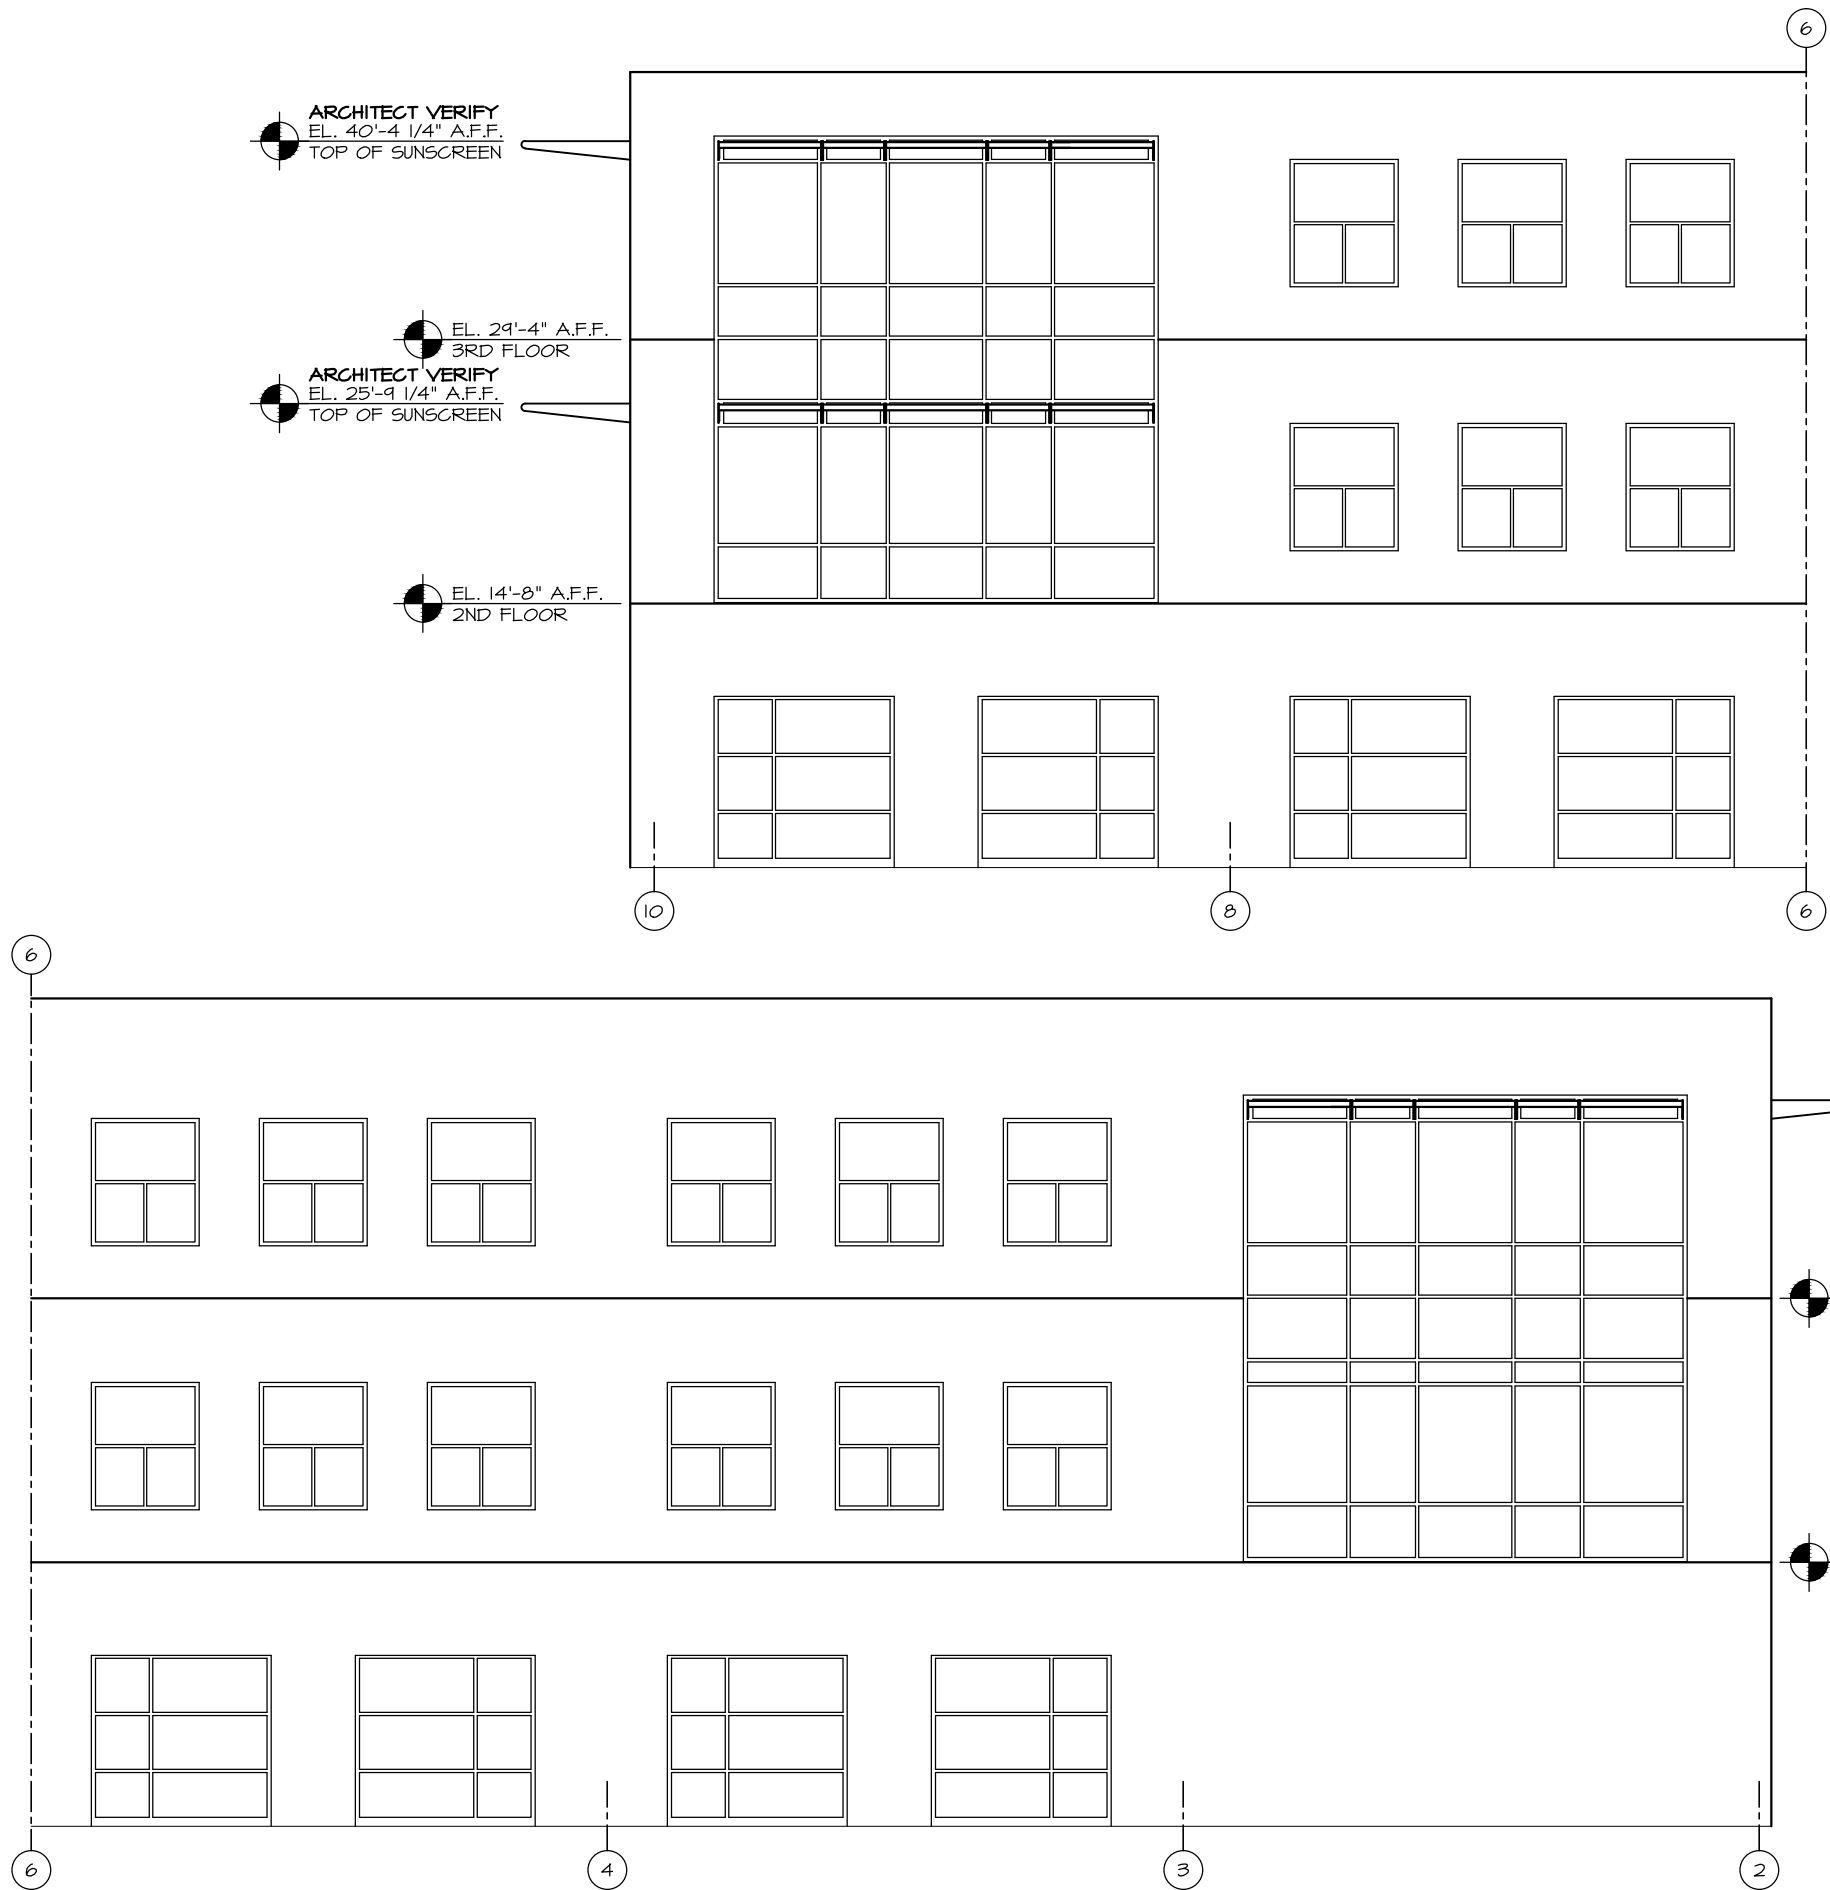 6
ARCHITECT VERIFY
EL. 40'-4 1/4" A.F.F.
TOP OF SUNSCREEN
EL. 29'-4" A.F.F.
3RD FLOOR
ARCHITECT VERIFY
EL. 25'-9 1/4" A.F.F.
TOP OF SUNSCREEN
EL. 14'-8" A.F.F.
2ND FLOOR
10 8 6
6
6 4 3 2